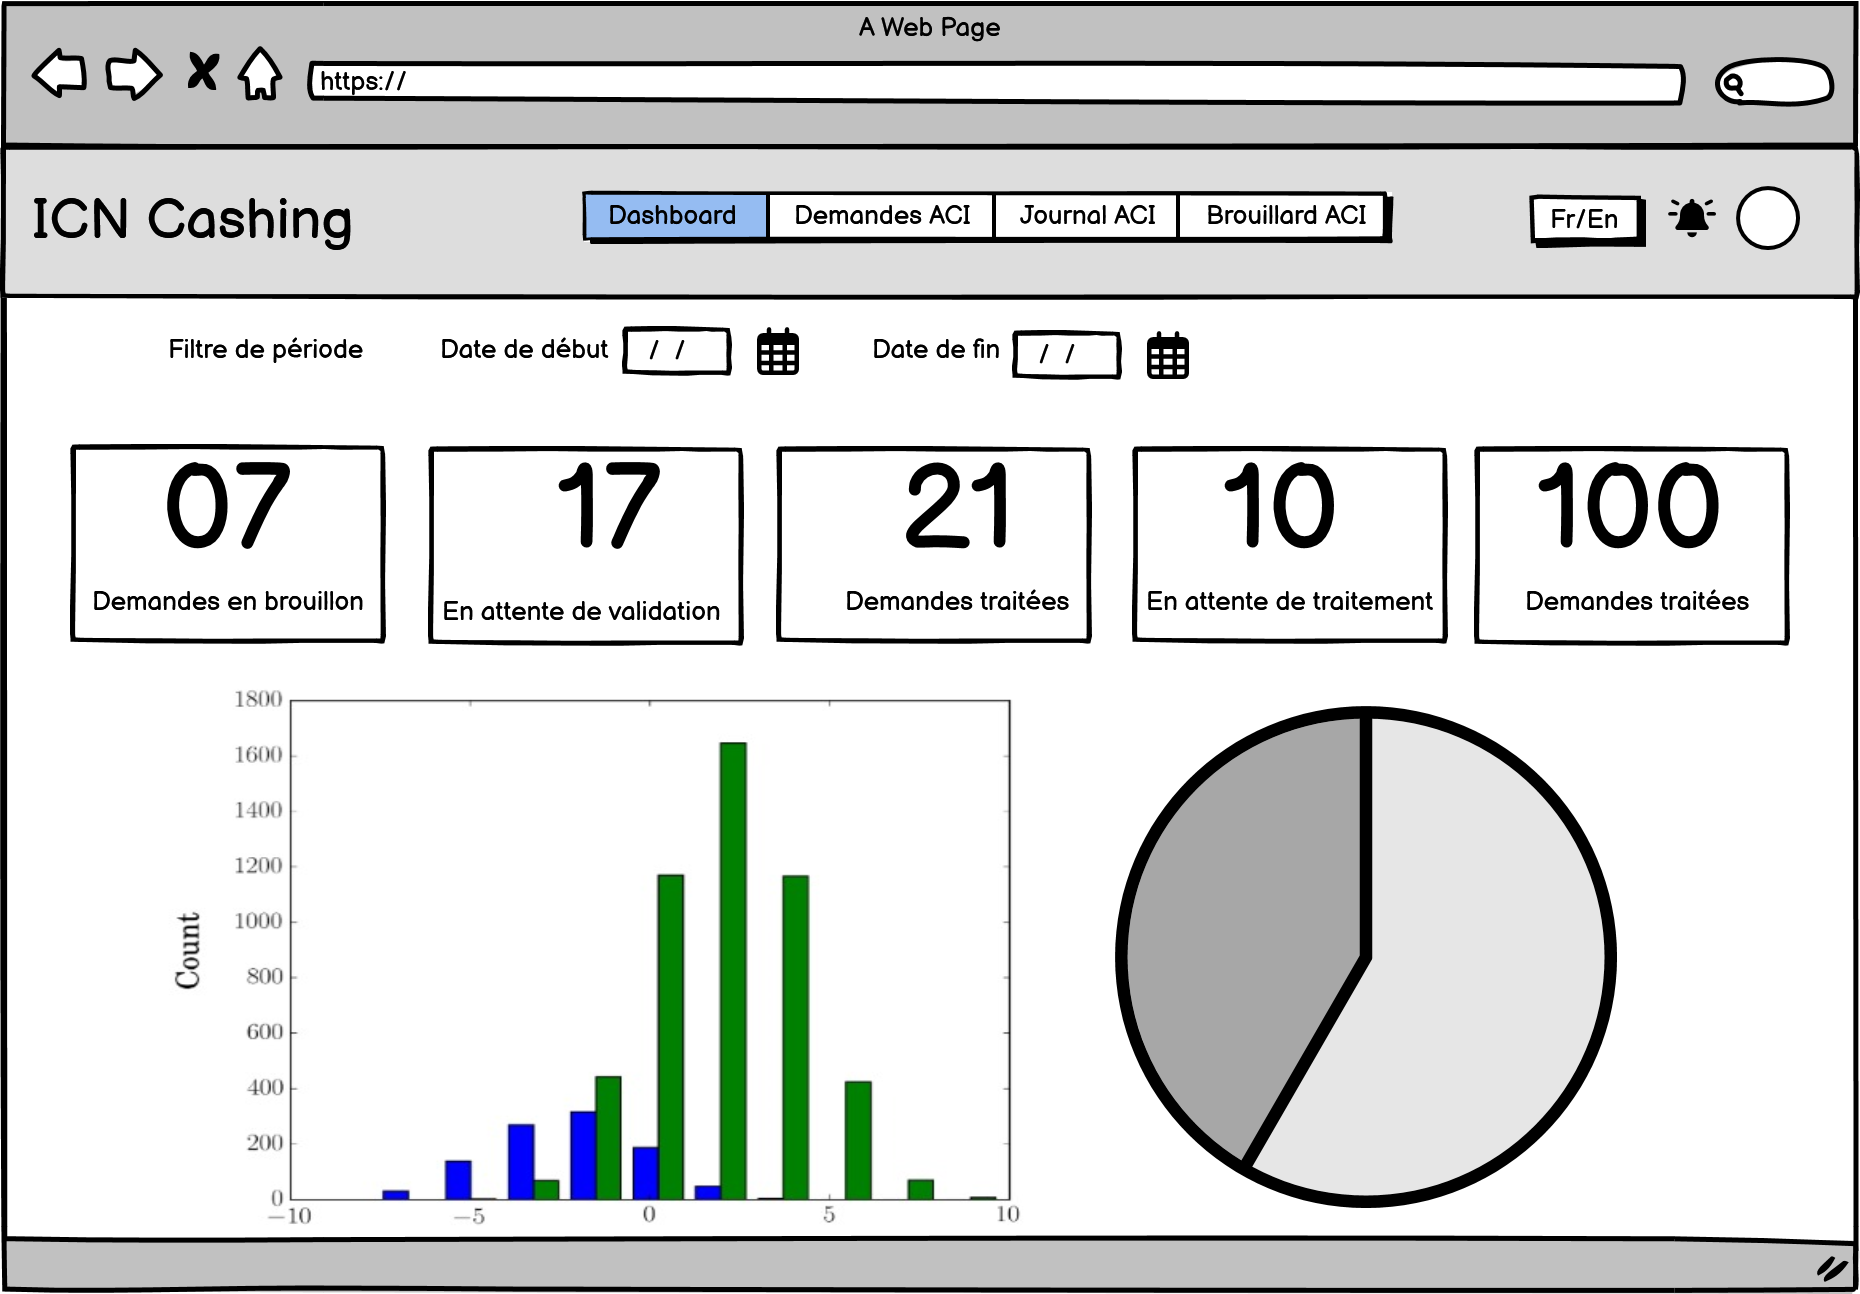 A Web Page
https://
ICN Cashing
Dashboard
Demandes ACI
Journal ACI
Brouillard ACI
Fr/En
Filtre de période
Date de début
/ /
Date de fin
/ /
07
Demandes en brouillon
17
En attente de validation
21
Demandes traitées
10
En attente de traitement
100
Demandes traitées
1800
1600
1400
1200
1000
800
600
400
200
0
Count
−10
−5
0
5
10